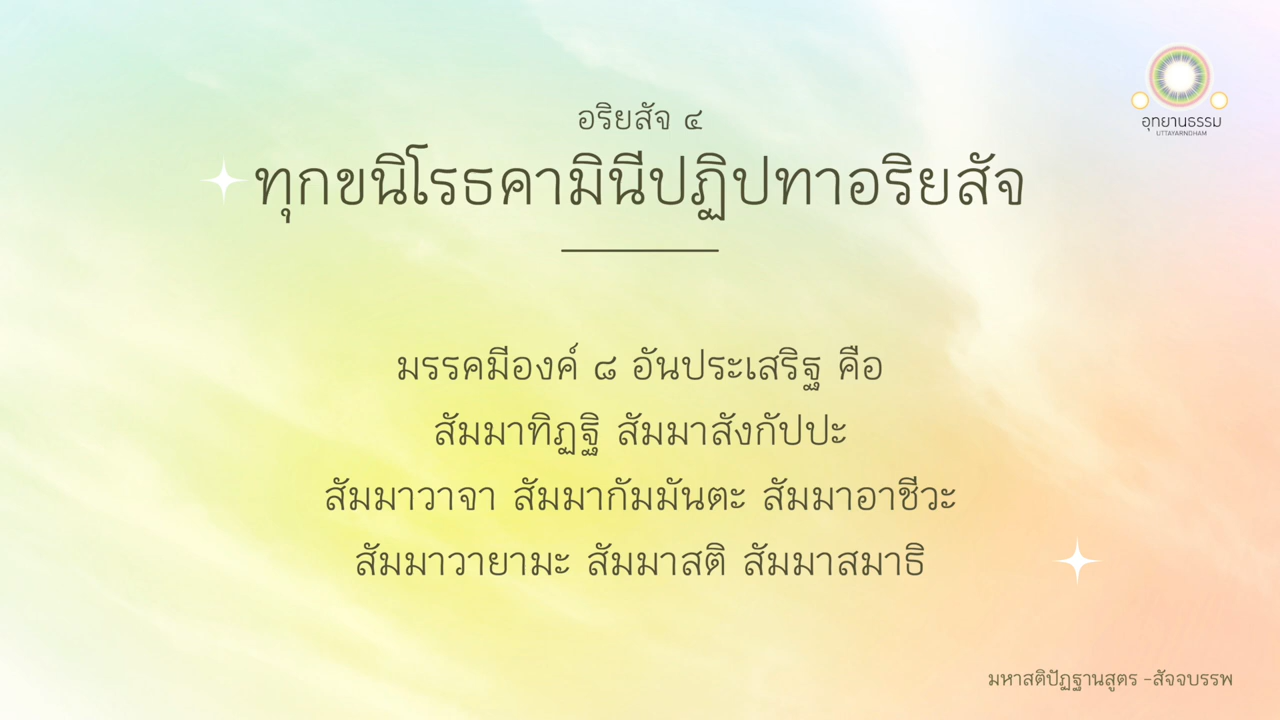 อุทยานธรรม
UTTAYARNDHAM
อริยสัจ ๔
ทุกขนิโรธคามินีปฏิปทาอริยสัจ
มรรคมีองค์ ๘ อันประเสริฐ คือ
สัมมาทิฏฐิ สัมมาสังกัปปะ
สัมมาวาจา สัมมากัมมันตะ สัมมาอาชีวะ
สัมมาวายามะ สัมมาสติ สัมมาสมาธิ
มหาสติปัฏฐานสูตร -สัจจบรรพ